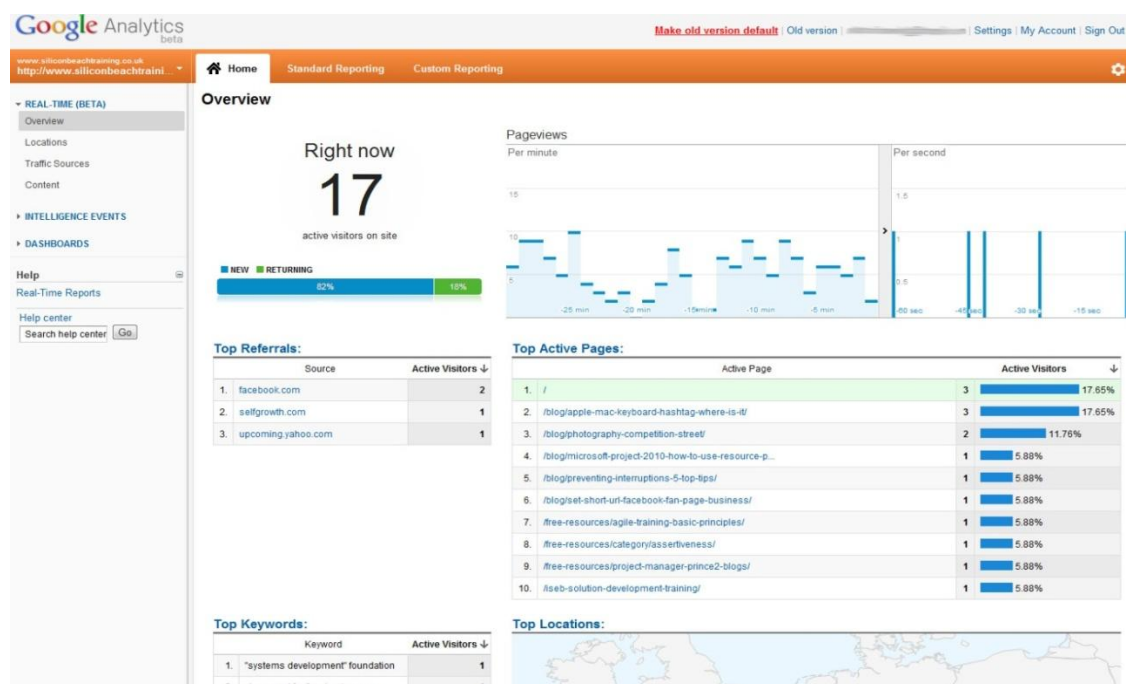 Google Analytics
beta
Make old version default | Old version | | Settings | My Account | Sign Out
www.siliconbeachtraining.co.uk
http://www.siliconbeachtraini...
Home Standard Reporting Custom Reporting
REAL-TIME (BETA)
Overview
Locations
Traffic Sources
Content
INTELLIGENCE EVENTS
DASHBOARDS
Help
Real-Time Reports
Help center
Search help center Go
Overview
Right now
17
active visitors on site
NEW RETURNING
82% 18%
Pageviews
Per minute Per second
15 1.5
10 1
5 0.5
-25 min -20 min -15 min -10 min -5 min -60 sec -45 sec -30 sec -15 sec
Top Referrals:
Source Active Visitors
1. facebook.com 2
2. selfgrowth.com 1
3. upcoming.yahoo.com 1
Top Active Pages:
Active Page Active Visitors
1. / 3 17.65%
2. /blog/apple-mac-keyboard-hashtag-where-is-it/ 3 17.65%
3. /blog/photography-competition-street/ 2 11.76%
4. /blog/microsoft-project-2010-how-to-use-resource-p... 1 5.88%
5. /blog/preventing-interruptions-5-top-tips/ 1 5.88%
6. /blog/set-short-url-facebook-fan-page-business/ 1 5.88%
7. /free-resources/agile-training-basic-principles/ 1 5.88%
8. /free-resources/category/assertiveness/ 1 5.88%
9. /free-resources/project-manager-prince2-blogs/ 1 5.88%
10. /iseb-solution-development-training/ 1 5.88%
Top Keywords:
Keyword Active Visitors
1. "systems development" foundation 1
Top Locations: